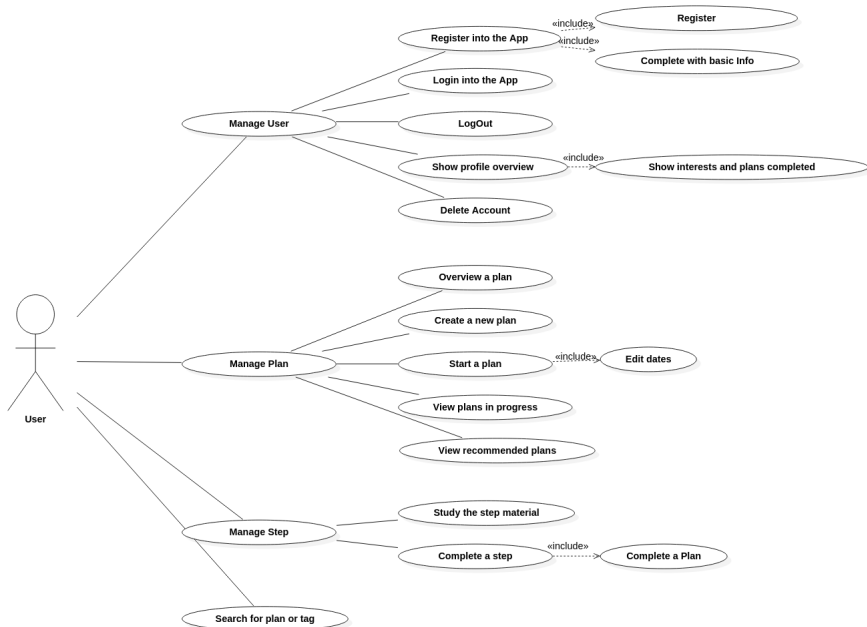 Register into the App
«include»
Register
«include»
Complete with basic Info
Login into the App
Manage User
LogOut
Show profile overview
«include»
Show interests and plans completed
Delete Account
Overview a plan
Create a new plan
Manage Plan
Start a plan
«include»
Edit dates
View plans in progress
View recommended plans
User
Study the step material
Manage Step
Complete a step
«include»
Complete a Plan
Search for plan or tag